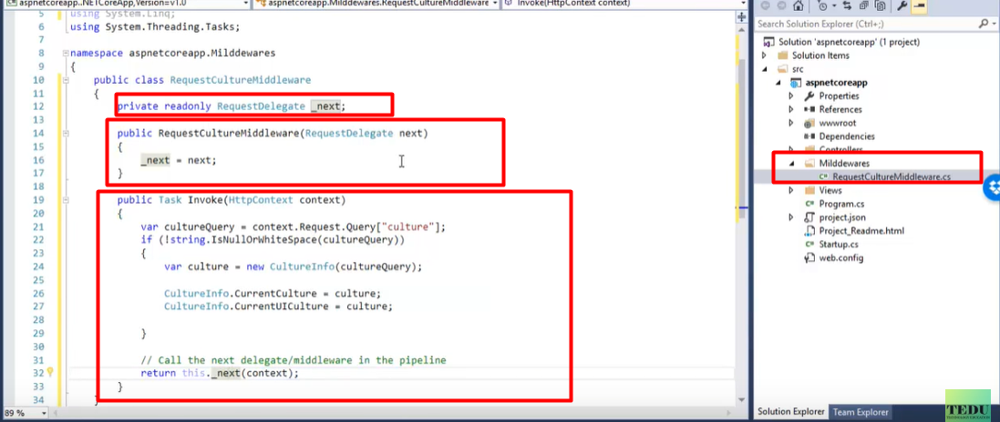 aspnetcoreapp..NETCoreApp,Version=v1.0
aspnetcoreapp.Milddewares.RequestCultureMiddleware
Invoke(HttpContext context)
5 using System.Linq;
6 using System.Threading.Tasks;
7
8 namespace aspnetcoreapp.Milddewares
9 {
10 public class RequestCultureMiddleware
11 {
12 private readonly RequestDelegate _next;
13
14 public RequestCultureMiddleware(RequestDelegate next)
15 {
16 _next = next;
17 }
18
19 public Task Invoke(HttpContext context)
20 {
21 var cultureQuery = context.Request.Query["culture"];
22 if (!string.IsNullOrWhiteSpace(cultureQuery))
23 {
24 var culture = new CultureInfo(cultureQuery);
25
26 CultureInfo.CurrentCulture = culture;
27 CultureInfo.CurrentUICulture = culture;
28
29 }
30
31 // Call the next delegate/middleware in the pipeline
32 return this._next(context);
33 }
34 }
89 %
Search Solution Explorer (Ctrl+;)
Solution 'aspnetcoreapp' (1 project)
Solution Items
src
aspnetcoreapp
Properties
References
wwwroot
Dependencies
Controllers
Milddewares
C# RequestCultureMiddleware.cs
Views
C# Program.cs
project.json
Project_Readme.html
C# Startup.cs
web.config
Solution Explorer Team Explorer
TEDU